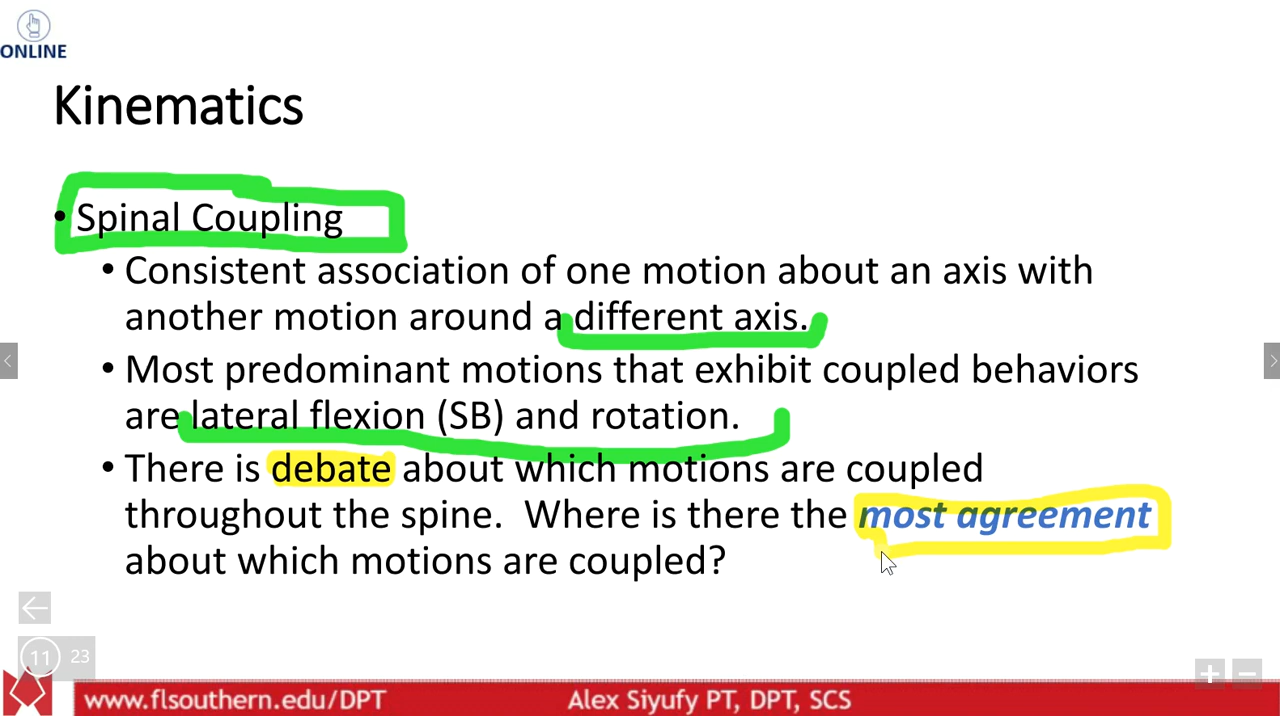 ONLINE
Kinematics
• Spinal Coupling
• Consistent association of one motion about an axis with
another motion around a different axis.
• Most predominant motions that exhibit coupled behaviors
are lateral flexion (SB) and rotation.
• There is debate about which motions are coupled
throughout the spine. Where is there the most agreement
about which motions are coupled?
11 23
www.flsouthern.edu/DPT Alex Siyufy PT, DPT, SCS